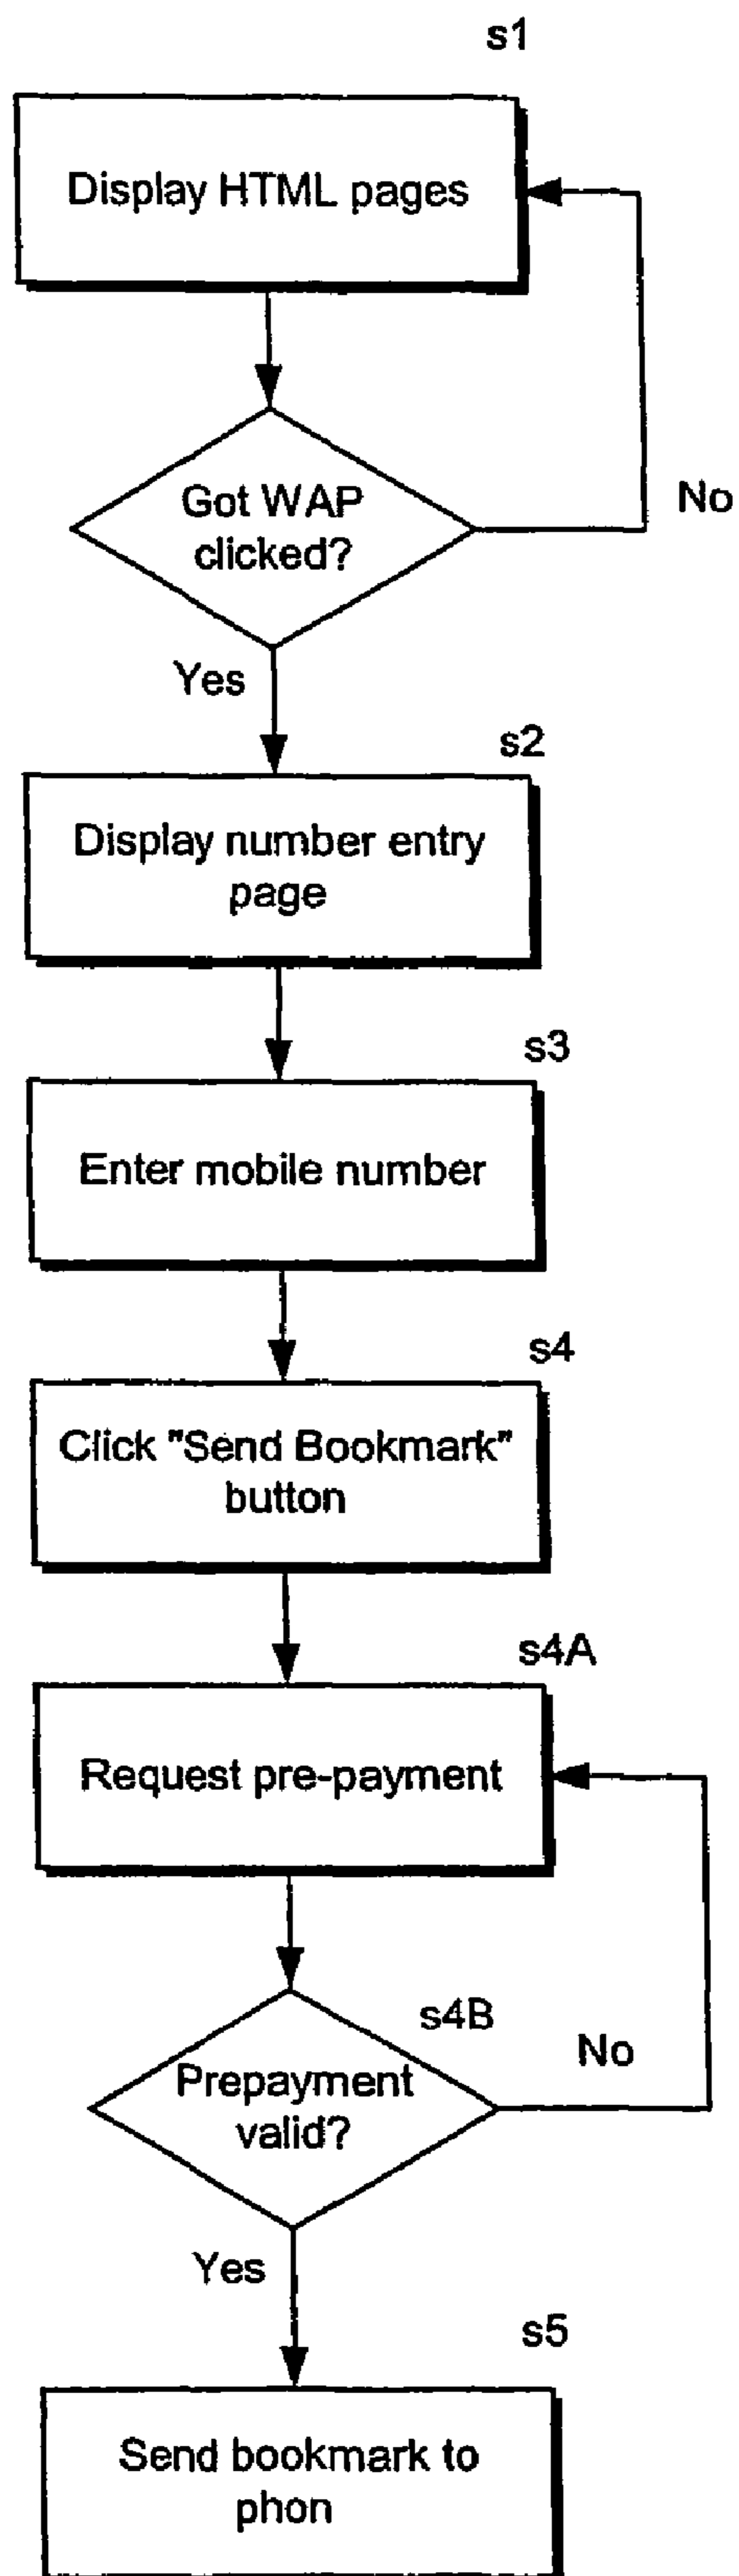 s1
Display HTML pages
Got WAP
clicked?
No
Yes
s2
Display number entry
page
s3
Enter mobile number
s4
Click "Send Bookmark"
button
s4A
Request pre-payment
s4B
Prepayment
valid?
No
Yes
s5
Send bookmark to
phon